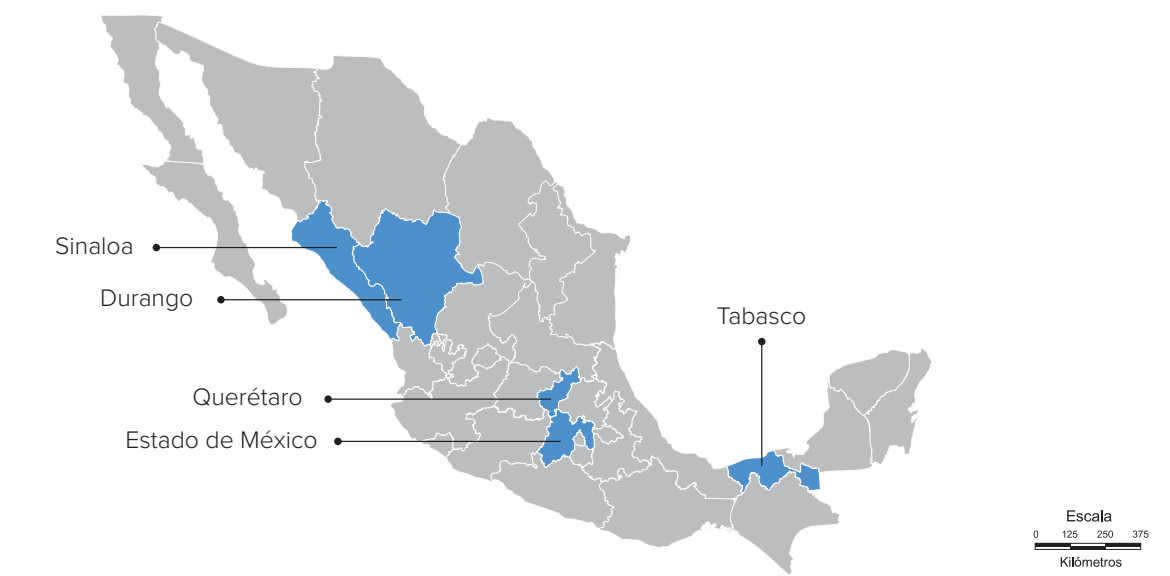 Sinaloa
Durango
Tabasco
Querétaro
Estado de México
Escala
0 125 250 375
Kilómetros